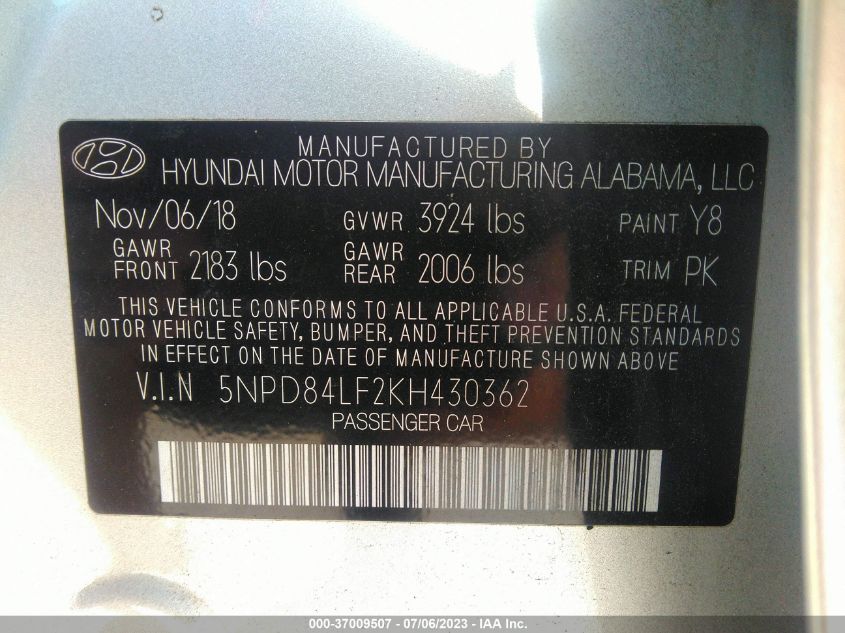 MANUFACTURED BY
HYUNDAI MOTOR MANUFACTURING ALABAMA, LLC
Nov/06/18 GVWR 3924 lbs PAINT Y8
GAWR FRONT 2183 lbs GAWR REAR 2006 lbs TRIM PK
THIS VEHICLE CONFORMS TO ALL APPLICABLE U.S.A. FEDERAL
MOTOR VEHICLE SAFETY, BUMPER, AND THEFT PREVENTION STANDARDS
IN EFFECT ON THE DATE OF MANUFACTURE SHOWN ABOVE
V.I.N 5NPD84LF2KH430362
PASSENGER CAR
000-37009507 - 07/06/2023 - IAA Inc.